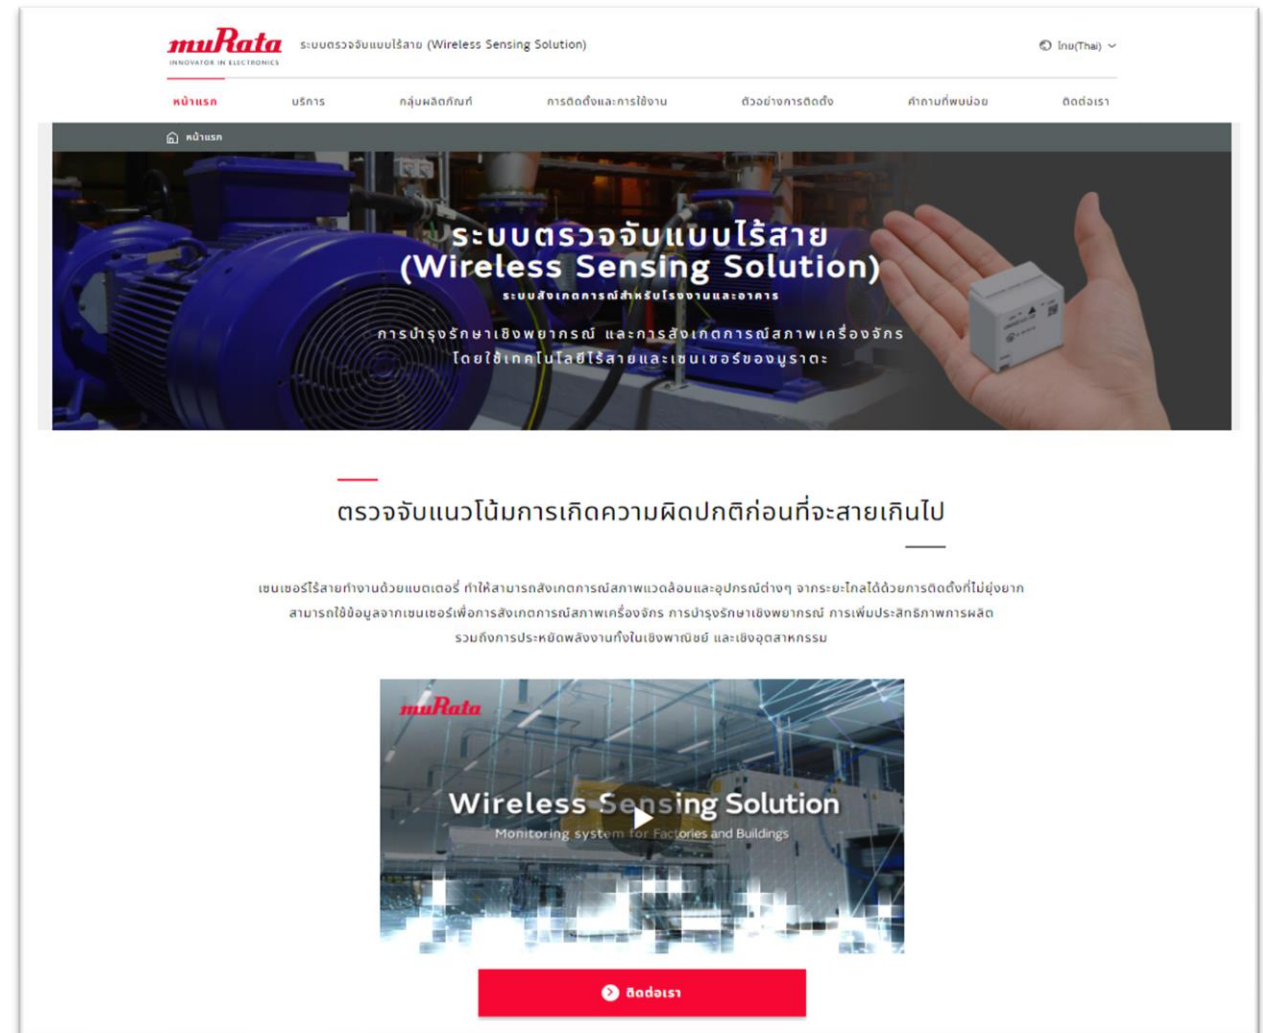 muRata
INNOVATOR IN ELECTRONICS
ระบบตรวจจับแบบไร้สาย (Wireless Sensing Solution)
ไทย(Thai)
หน้าแรก
บริการ
กลุ่มผลิตภัณฑ์
การติดตั้งและการใช้งาน
ตัวอย่างการติดตั้ง
คำถามที่พบบ่อย
ติดต่อเรา
หน้าแรก
ระบบตรวจจับแบบไร้สาย
(Wireless Sensing Solution)
ระบบสังเกตการณ์สำหรับโรงงานและอาคาร
การบำรุงรักษาเชิงพยากรณ์ และการสังเกตการณ์สภาพเครื่องจักร
โดยใช้เทคโนโลยีไร้สายและเซนเซอร์ของมูราตะ
ตรวจจับแนวโน้มการเกิดความผิดปกติก่อนที่จะสายเกินไป
เซนเซอร์ไร้สายทำงานด้วยแบตเตอรี่ ทำให้สามารถสังเกตการณ์สภาพแวดล้อมและอุปกรณ์ต่างๆ จากระยะไกลได้ด้วยการติดตั้งที่ไม่ยุ่งยาก
สามารถใช้ข้อมูลจากเซนเซอร์เพื่อการสังเกตการณ์สภาพเครื่องจักร การบำรุงรักษาเชิงพยากรณ์ การเพิ่มประสิทธิภาพการผลิต
รวมถึงการประหยัดพลังงานทั้งในเชิงพาณิชย์ และเชิงอุตสาหกรรม
muRata
Wireless Sensing Solution
Monitoring system for Factories and Buildings
ติดต่อเรา